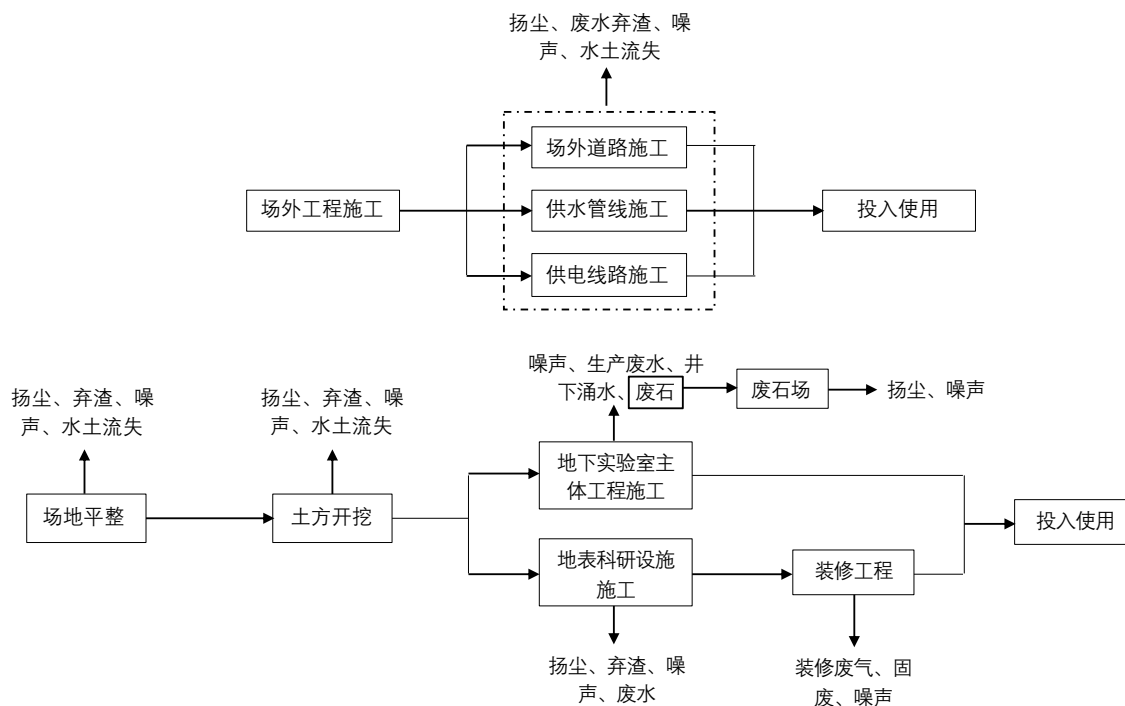 扬尘、废水弃渣、噪
声、水土流失
场外道路施工
场外工程施工
供水管线施工
投入使用
供电线路施工
噪声、生产废水、井
下涌水、废石
废石场
扬尘、噪声
扬尘、弃渣、噪
声、水土流失
扬尘、弃渣、噪
声、水土流失
地下实验室主
体工程施工
场地平整
土方开挖
投入使用
地表科研设施
施工
装修工程
扬尘、弃渣、噪
声、废水
装修废气、固
废、噪声